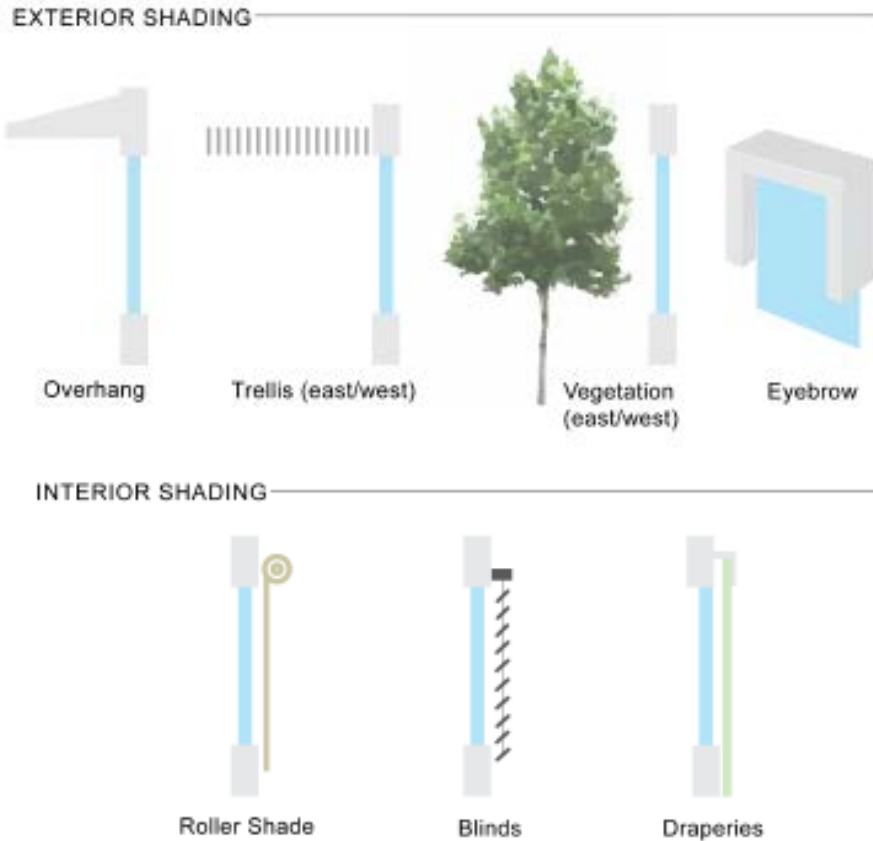 EXTERIOR SHADING
Overhang
Trellis (east/west)
Vegetation
(east/west)
Eyebrow
INTERIOR SHADING
Roller Shade
Blinds
Draperies